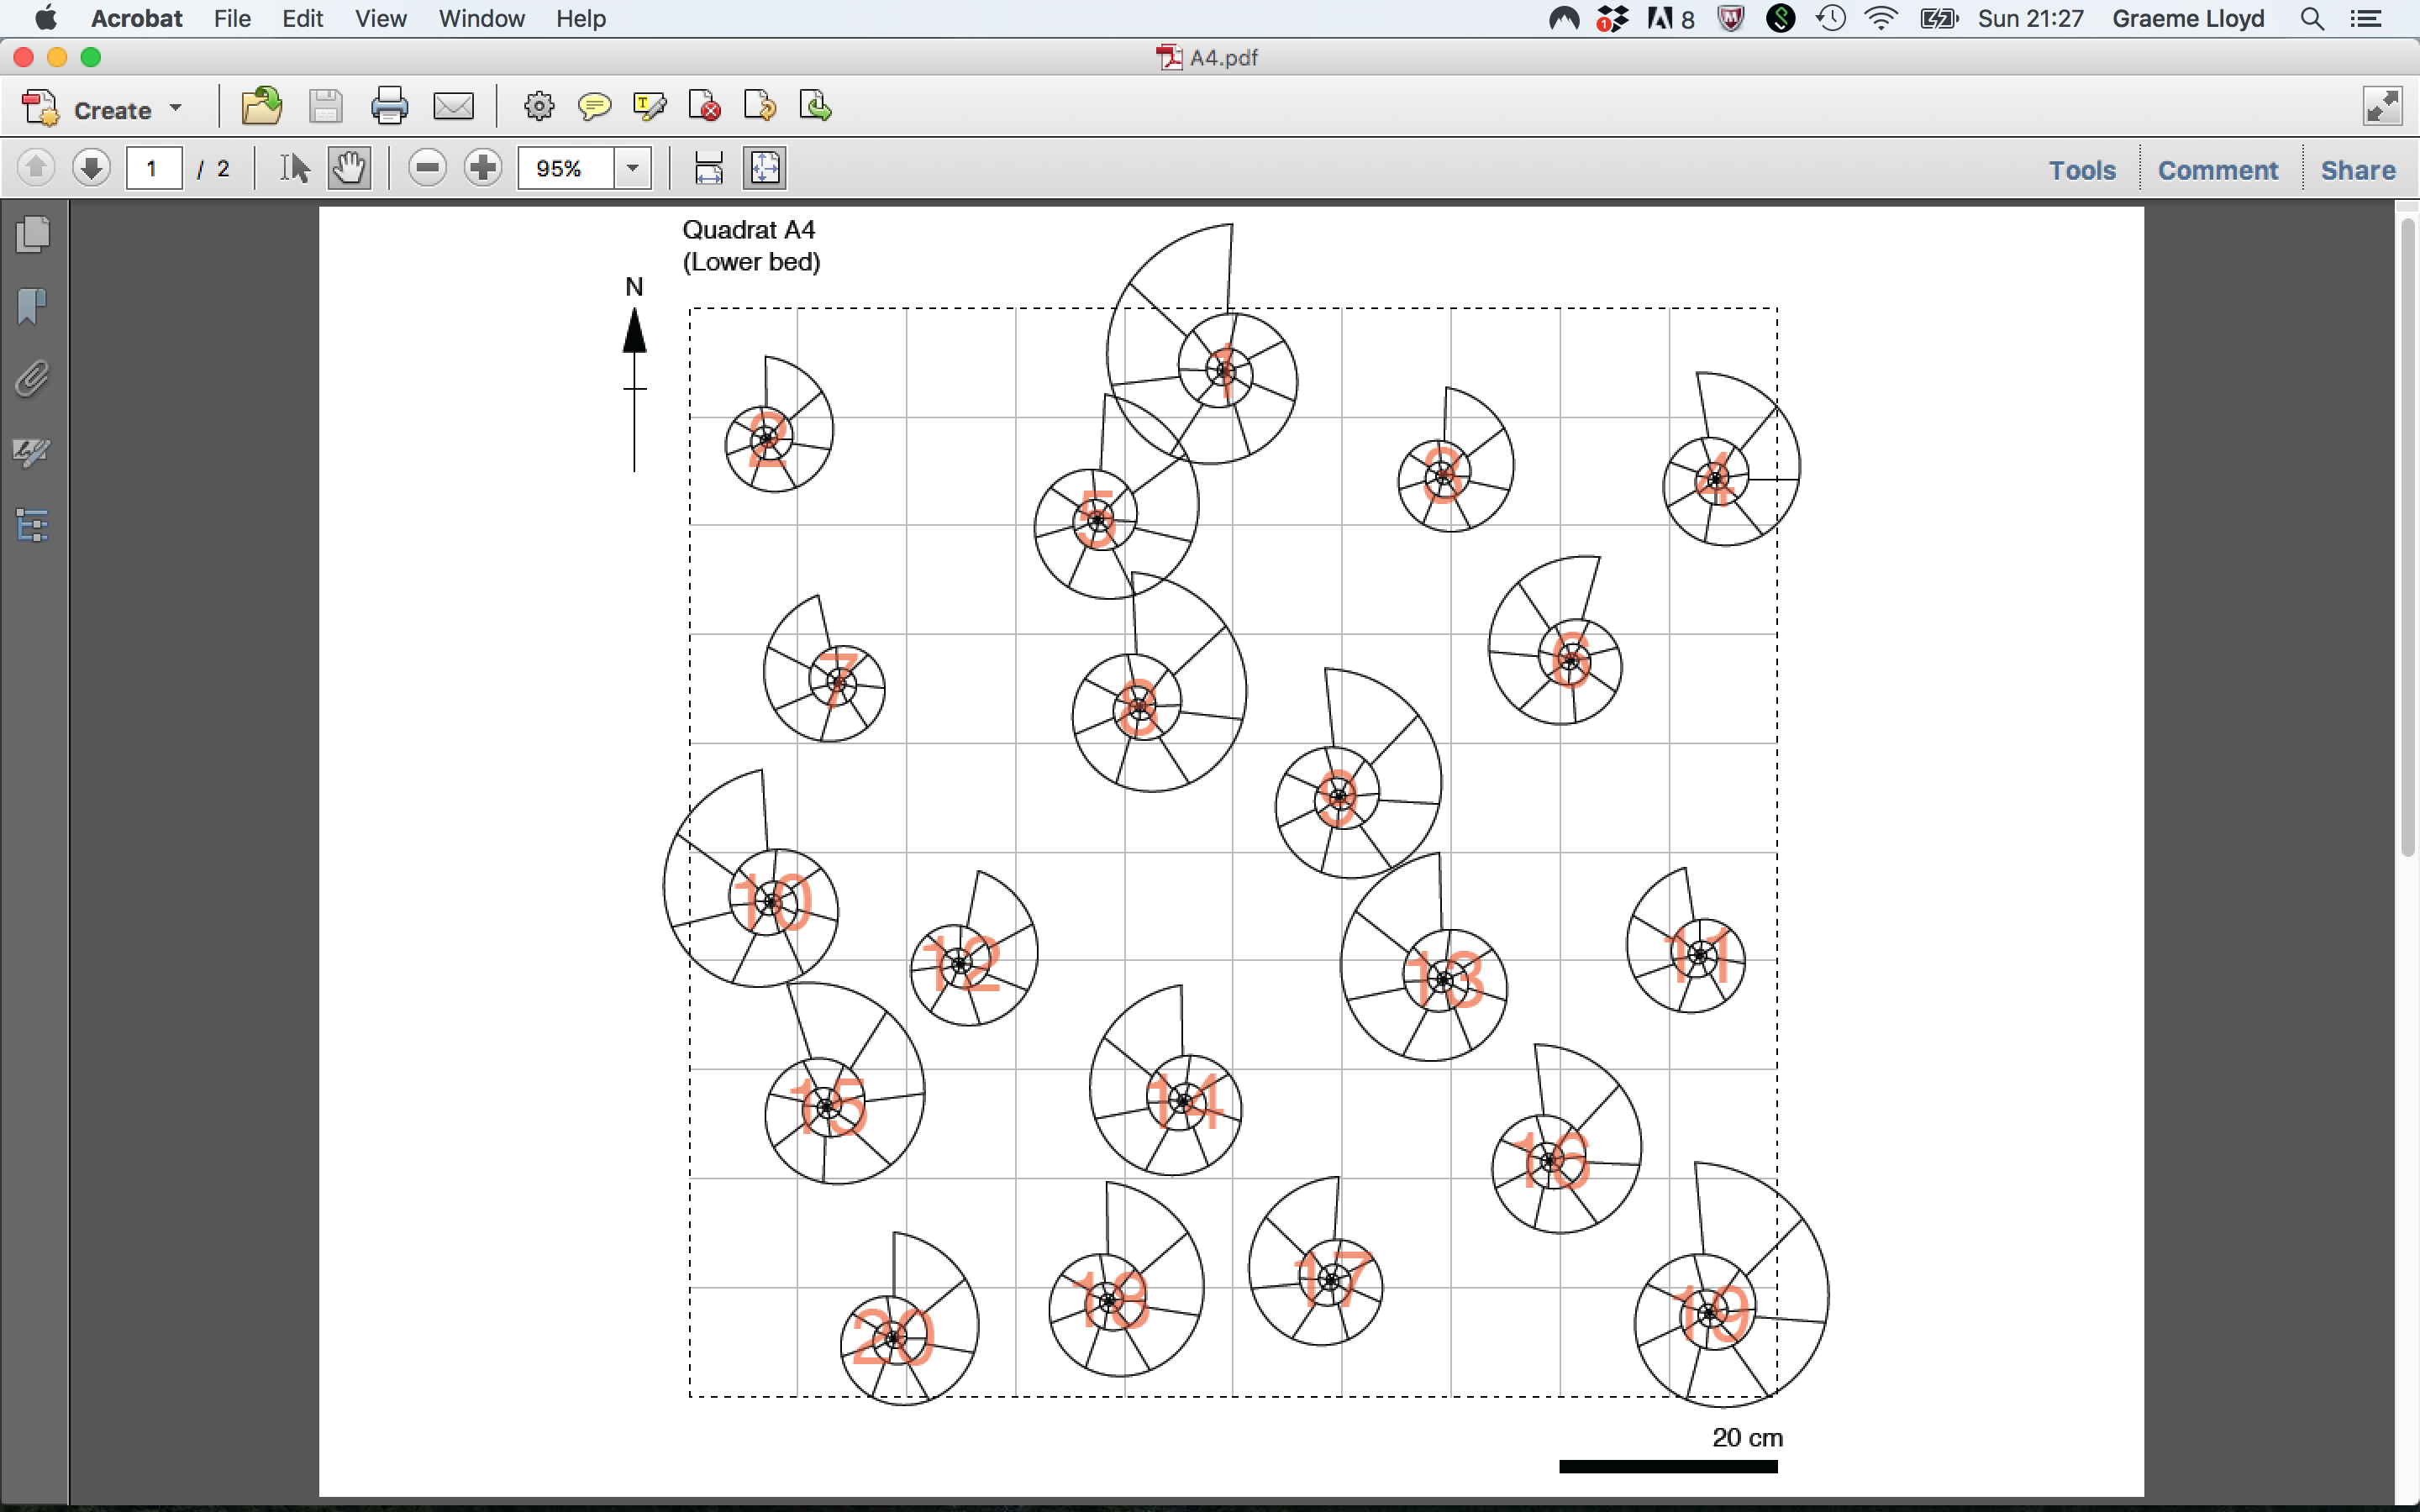 Acrobat File Edit View Window Help 1 8 Sun 21:27 Graeme Lloyd
A4.pdf
Create
1 / 2 95% Tools Comment Share
Quadrat A4
(Lower bed)
N
1
2
3
4
5
6
7
8
9
10
11
12
13
14
15
16
17
18
19
20
20 cm